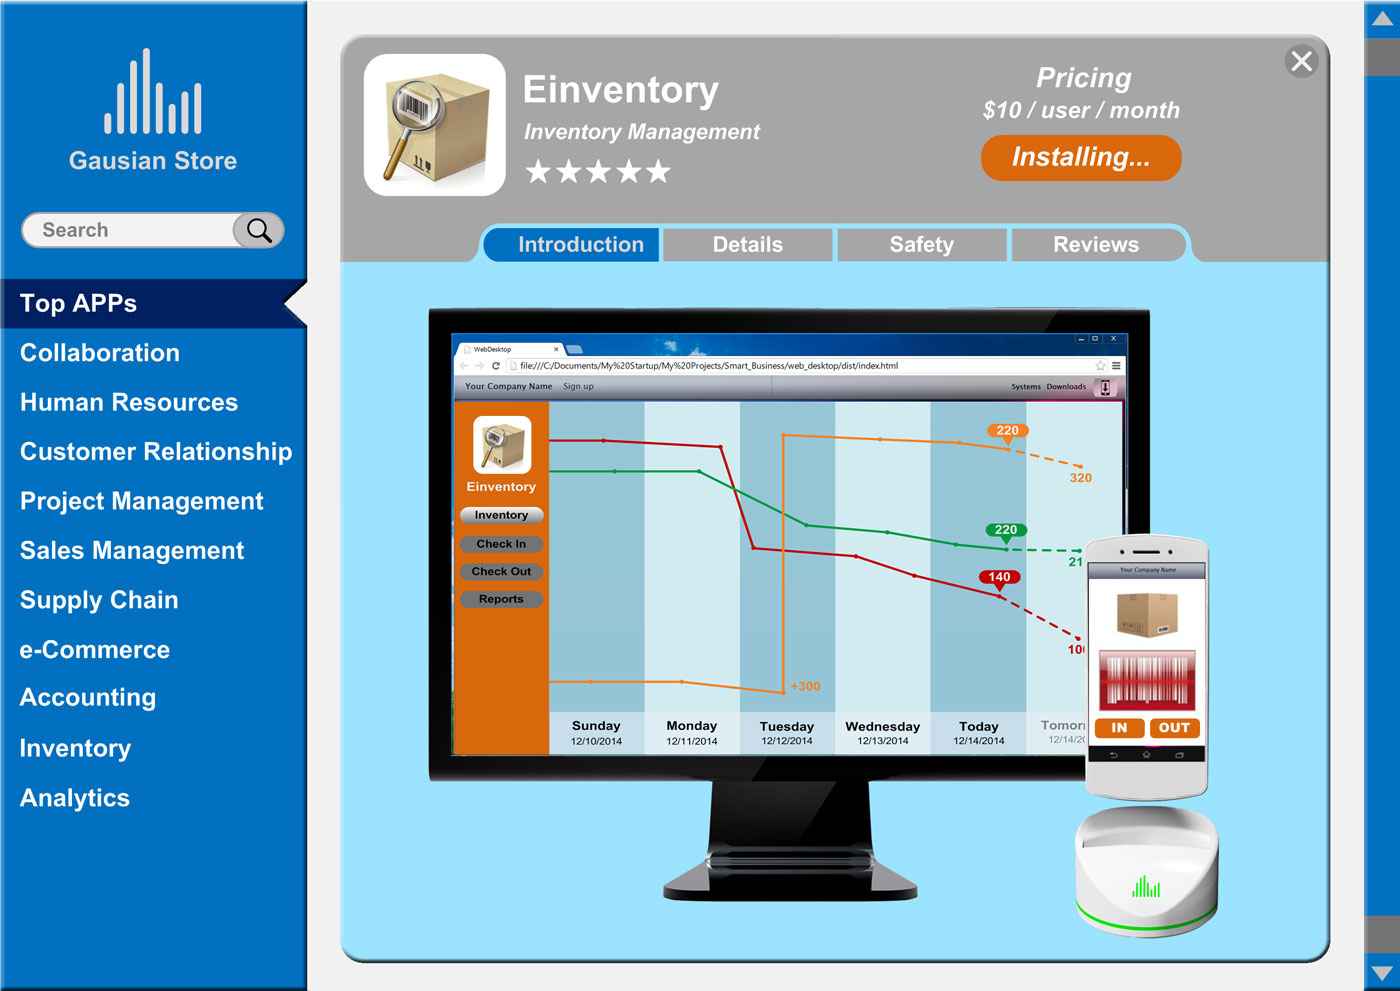 Gausian Store
Search
Top APPs
Collaboration
Human Resources
Customer Relationship
Project Management
Sales Management
Supply Chain
e-Commerce
Accounting
Inventory
Analytics
Einventory
Inventory Management
Pricing
$10 / user / month
Installing...
Introduction Details Safety Reviews
WebDesktop
file:///C:/Documents/My%20Startup/My%20Projects/Smart_Business/web_desktop/dist/index.html
Your Company Name Sign up Systems Downloads
Einventory
Inventory
Check In
Check Out
Reports
220
320
220
21
140
100
+300
Sunday Monday Tuesday Wednesday Today Tomor
12/10/2014 12/11/2014 12/12/2014 12/13/2014 12/14/2014 12/14/20
Your Company Name
IN OUT